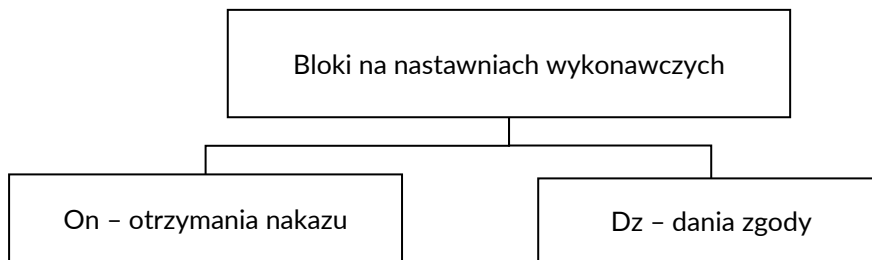 Bloki na nastawniach wykonawczych
On – otrzymania nakazu
Dz – dania zgody